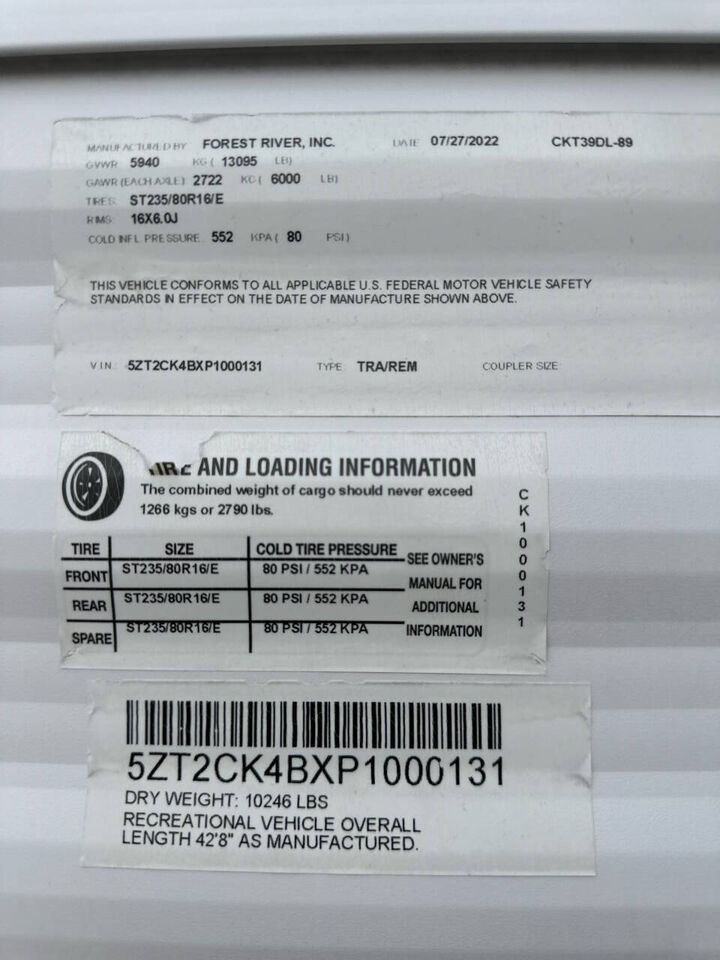 MANUFACTURED BY FOREST RIVER, INC. DATE 07/27/2022 CKT39DL-89
GVWR 5940 KG ( 13095 LB)
GAWR (EACH AXLE) 2722 KG ( 6000 LB)
TIRES ST235/80R16/E
RIMS 16X6.0J
COLD INFL. PRESSURE 552 KPA ( 80 PSI)
THIS VEHICLE CONFORMS TO ALL APPLICABLE U.S. FEDERAL MOTOR VEHICLE SAFETY
STANDARDS IN EFFECT ON THE DATE OF MANUFACTURE SHOWN ABOVE.
V I N : 5ZT2CK4BXP1000131 TYPE TRA/REM COUPLER SIZE
TIRE AND LOADING INFORMATION
The combined weight of cargo should never exceed
1266 kgs or 2790 lbs.
TIRE SIZE COLD TIRE PRESSURE
FRONT ST235/80R16/E 80 PSI / 552 KPA
REAR ST235/80R16/E 80 PSI / 552 KPA
SPARE ST235/80R16/E 80 PSI / 552 KPA
SEE OWNER'S
MANUAL FOR
ADDITIONAL
INFORMATION
CK1000131
5ZT2CK4BXP1000131
DRY WEIGHT: 10246 LBS
RECREATIONAL VEHICLE OVERALL
LENGTH 42'8" AS MANUFACTURED.